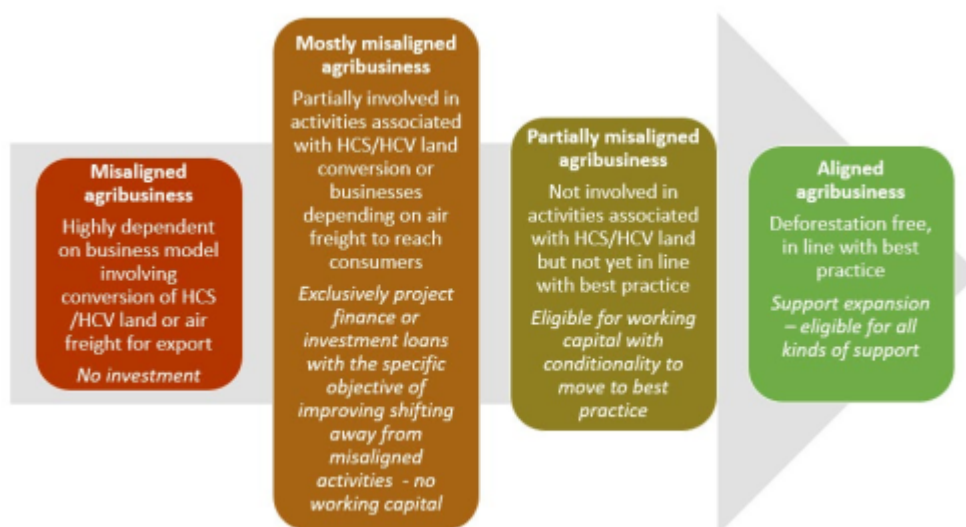 Misaligned
agribusiness
Highly dependent
on business model
involving
conversion of HCS
/HCV land or air
freight for export
No investment
Mostly misaligned
agribusiness
Partially involved in
activities associated
with HCS/HCV land
conversion or
businesses
depending on air
freight to reach
consumers
Exclusively project
finance or
investment loans
with the specific
objective of
improving shifting
away from
misaligned
activities - no
working capital
Partially misaligned
agribusiness
Not involved in
activities associated
with HCS/HCV land
but not yet in line
with best practice
Eligible for working
capital with
conditionality to
move to best
practice
Aligned
agribusiness
Deforestation free,
in line with best
practice
Support expansion
– eligible for all
kinds of support